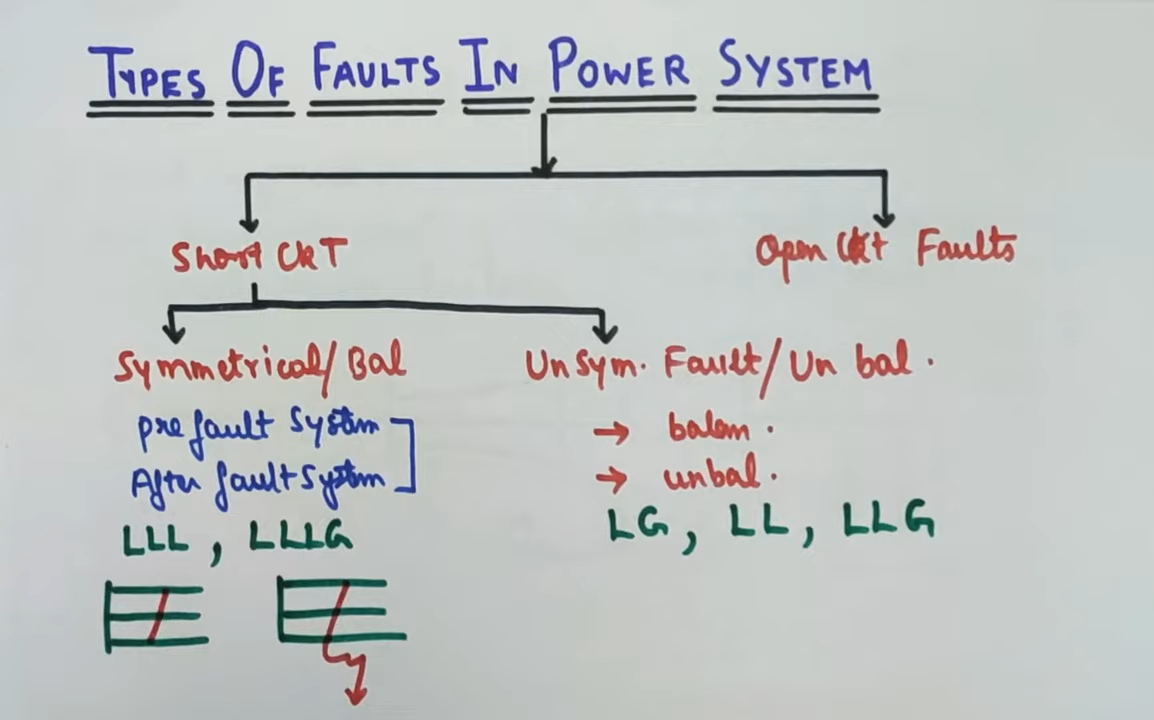 TYPES OF FAULTS IN POWER SYSTEM
Short CKT
Open CKt Faults
Symmetrical/Bal
UnSym. Fault/Un bal.
pre fault System
After fault System
→ balan.
→ unbal.
LLL, LLLG
LG, LL, LLG